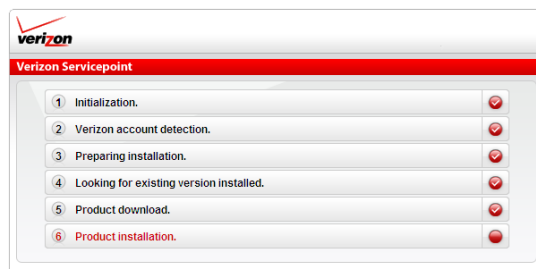 verizon
Verizon Servicepoint
1 Initialization.
2 Verizon account detection.
3 Preparing installation.
4 Looking for existing version installed.
5 Product download.
6 Product installation.